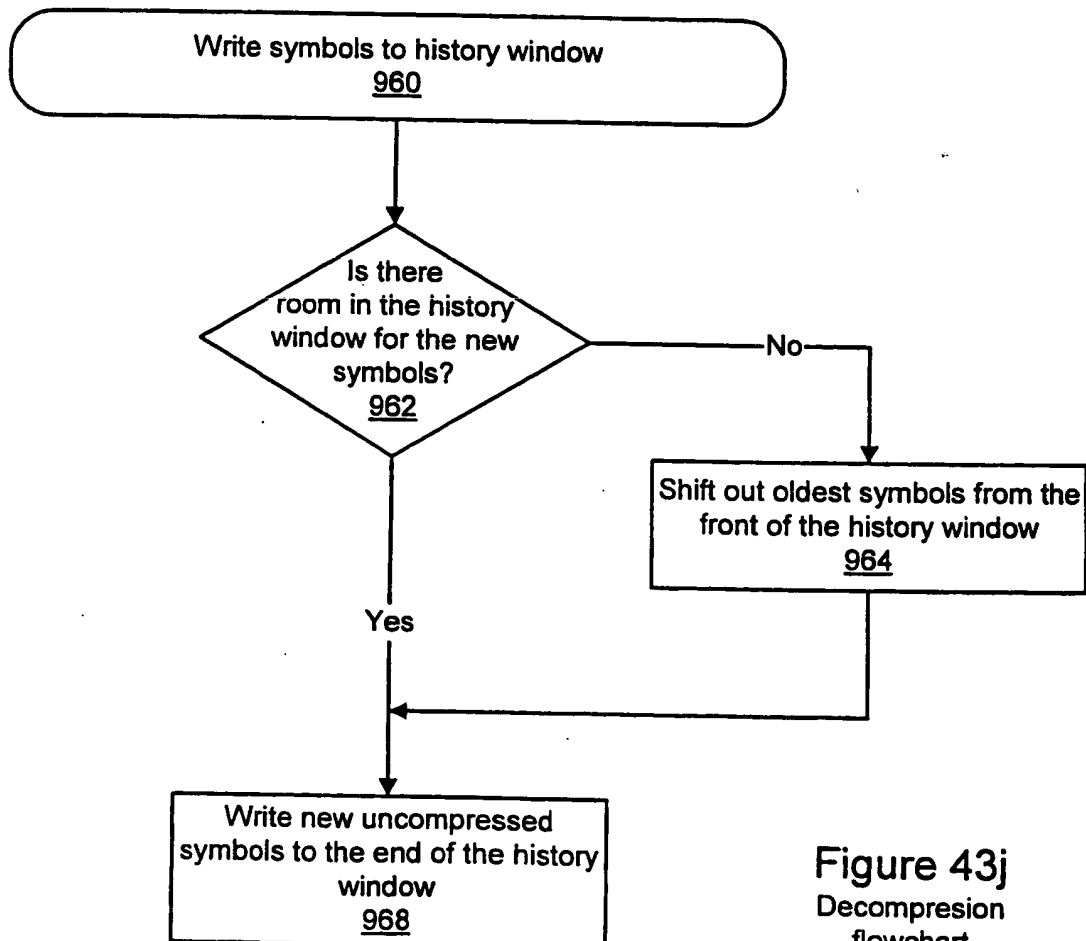 Write symbols to history window
960
Is there
room in the history
window for the new
symbols?
962
No
Shift out oldest symbols from the
front of the history window
964
Yes
Write new uncompressed
symbols to the end of the history
window
968
Figure 43j
Decompresion
flowchart